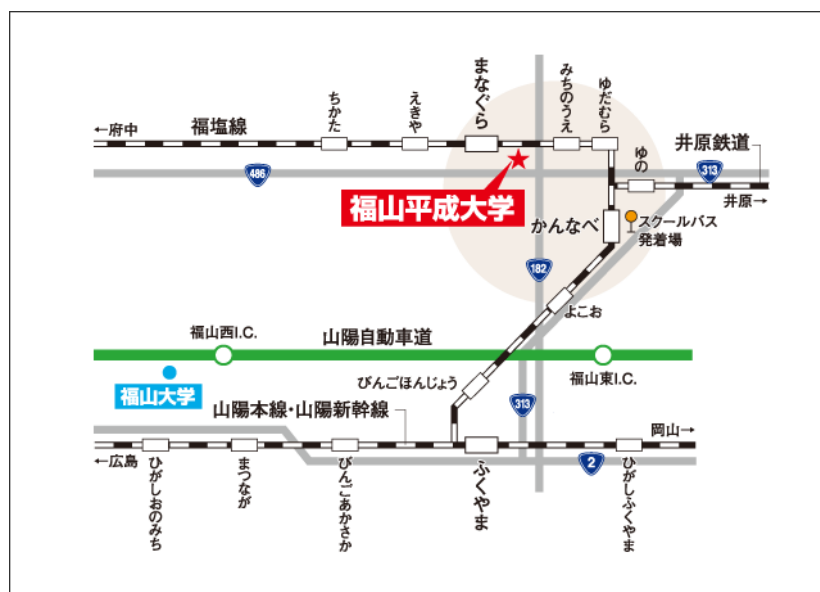 まなぐら
みちのうえ
ゆだむら
ちかた
えきや
←府中
福塩線
ゆの
井原鉄道
313
486
福山平成大学
井原→
かんなべ
スクールバス
発着場
182
よこお
福山西I.C.
山陽自動車道
福山東I.C.
福山大学
びんごほんじょう
313
山陽本線・山陽新幹線
岡山→
←広島
2
ひがしおのみち
まつなが
びんごあかさか
ふくやま
ひがしふくやま